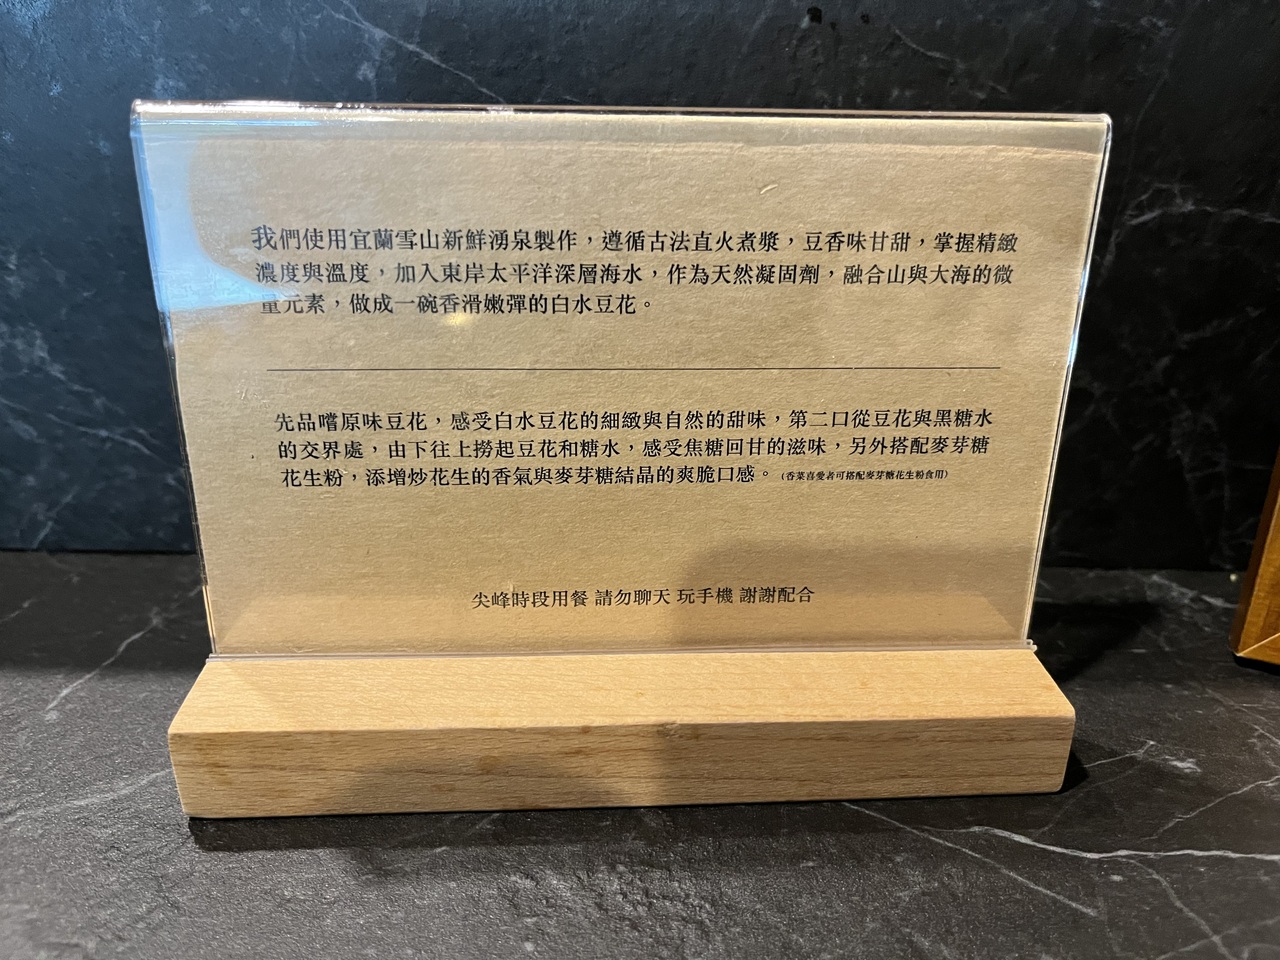 我們使用宜蘭雪山新鮮湧泉製作，遵循古法直火煮漿，豆香味甘甜，掌握精緻
濃度與溫度，加入東岸太平洋深層海水，作為天然凝固劑，融合山與大海的微
量元素，做成一碗香滑嫩彈的白水豆花。
先品嚐原味豆花，感受白水豆花的細緻與自然的甜味，第二口從豆花與黑糖水
的交界處，由下往上撈起豆花和糖水，感受焦糖回甘的滋味，另外搭配麥芽糖
花生粉，添增炒花生的香氣與麥芽糖結晶的爽脆口感。（香菜喜愛者可搭配麥芽糖花生粉食用）
尖峰時段用餐 請勿聊天 玩手機 謝謝配合